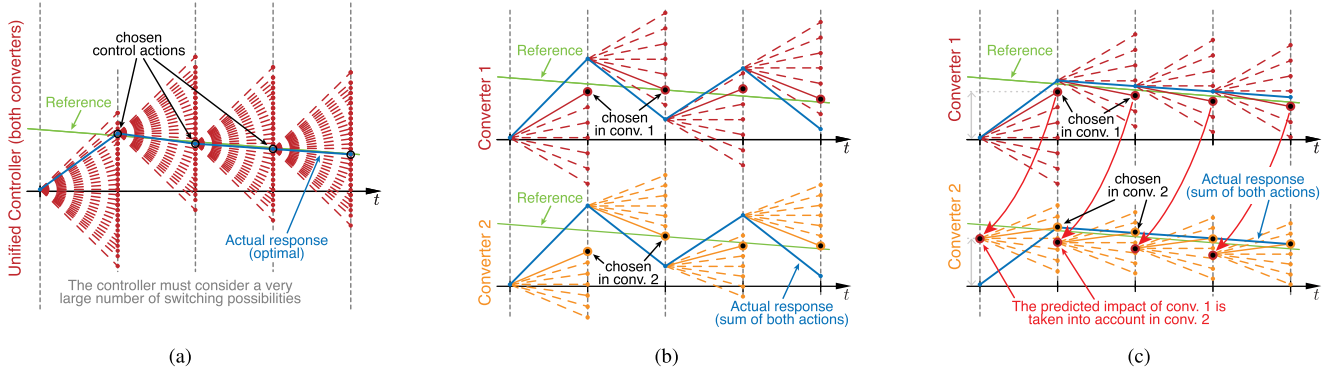 Unified Controller (both converters)
chosen
control actions
Reference
t
Actual response
(optimal)
The controller must consider a very
large number of switching possibilities
(a)
Converter 1
Reference
chosen
in conv. 1
t
Converter 2
Reference
chosen
in conv. 2
t
Actual response
(sum of both actions)
(b)
Converter 1
Reference
chosen
in conv. 1
t
Converter 2
chosen
in conv. 2
Actual response
(sum of both actions)
t
The predicted impact of conv. 1 is
taken into account in conv. 2
(c)